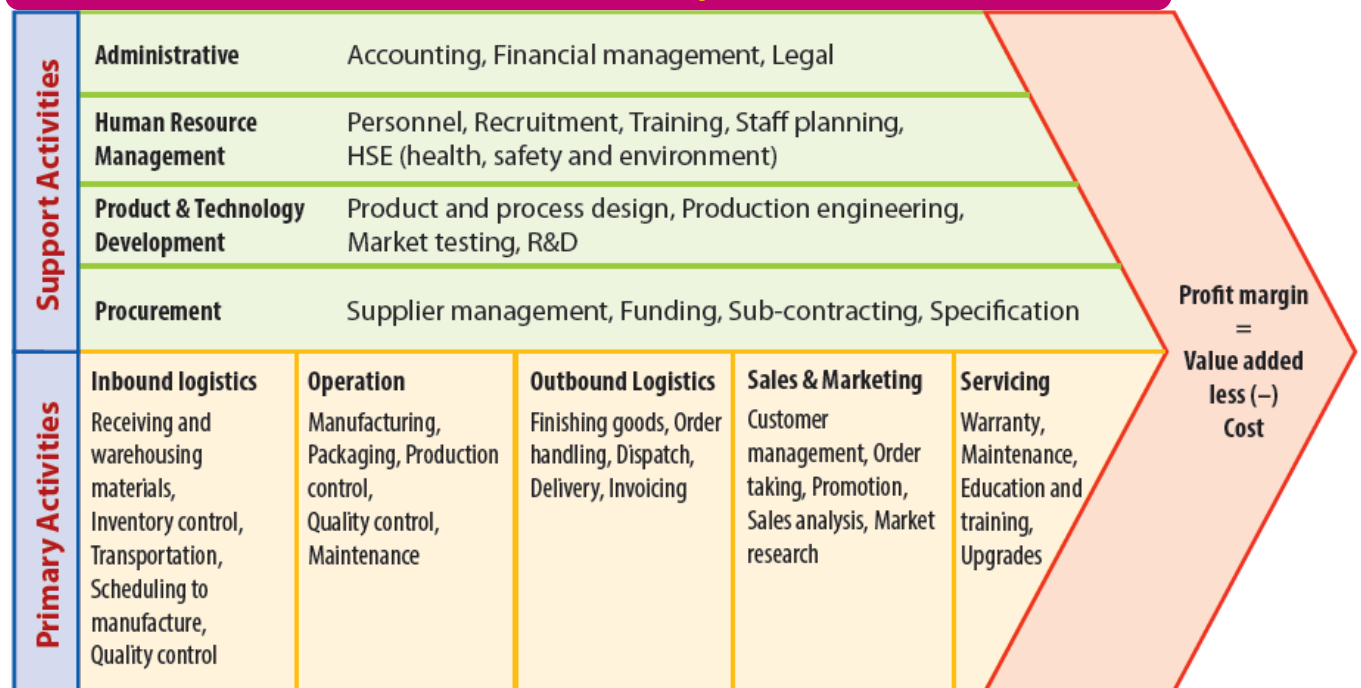 Support Activities
Administrative
Accounting, Financial management, Legal
Human Resource
Management
Personnel, Recruitment, Training, Staff planning,
HSE (health, safety and environment)
Product & Technology
Development
Product and process design, Production engineering,
Market testing, R&D
Procurement
Supplier management, Funding, Sub-contracting, Specification
Primary Activities
Inbound logistics
Receiving and
warehousing
materials,
Inventory control,
Transportation,
Scheduling to
manufacture,
Quality control
Operation
Manufacturing,
Packaging, Production
control,
Quality control,
Maintenance
Outbound Logistics
Finishing goods, Order
handling, Dispatch,
Delivery, Invoicing
Sales & Marketing
Customer
management, Order
taking, Promotion,
Sales analysis, Market
research
Servicing
Warranty,
Maintenance,
Education and
training,
Upgrades
Profit margin
=
Value added
less (–)
Cost